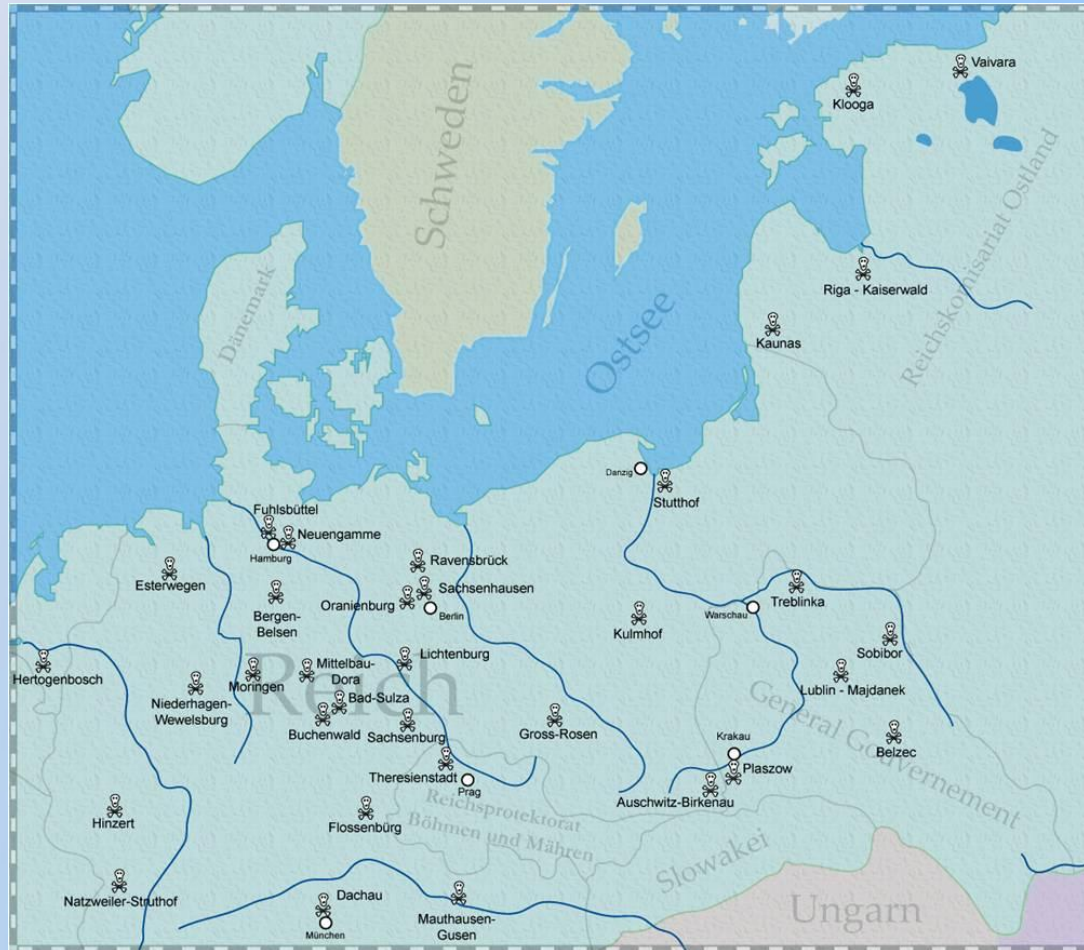 Vaivara
Klooga
Schweden
Reichskomisariat Ostland
Dänemark
Riga - Kaiserwald
Ostsee
Kaunas
Danzig
Stutthof
Fuhlsbüttel
Neuengamme
Hamburg
Esterwegen
Ravensbrück
Sachsenhausen
Oranienburg
Berlin
Bergen-
Belsen
Treblinka
Warschau
Kulmhof
Sobibor
Hertogenbosch
Lichtenburg
Mittelbau-
Dora
Moringen
Reich
Lublin - Majdanek
Niederhagen-
Wewelsburg
Bad-Sulza
Buchenwald
Sachsenburg
Gross-Rosen
General Gouvernement
Belzec
Krakau
Plaszow
Theresienstadt
Prag
Auschwitz-Birkenau
Reichsprotektorat
Böhmen und Mähren
Hinzert
Flossenbürg
Slowakei
Natzweiler-Struthof
Dachau
München
Mauthausen-
Gusen
Ungarn